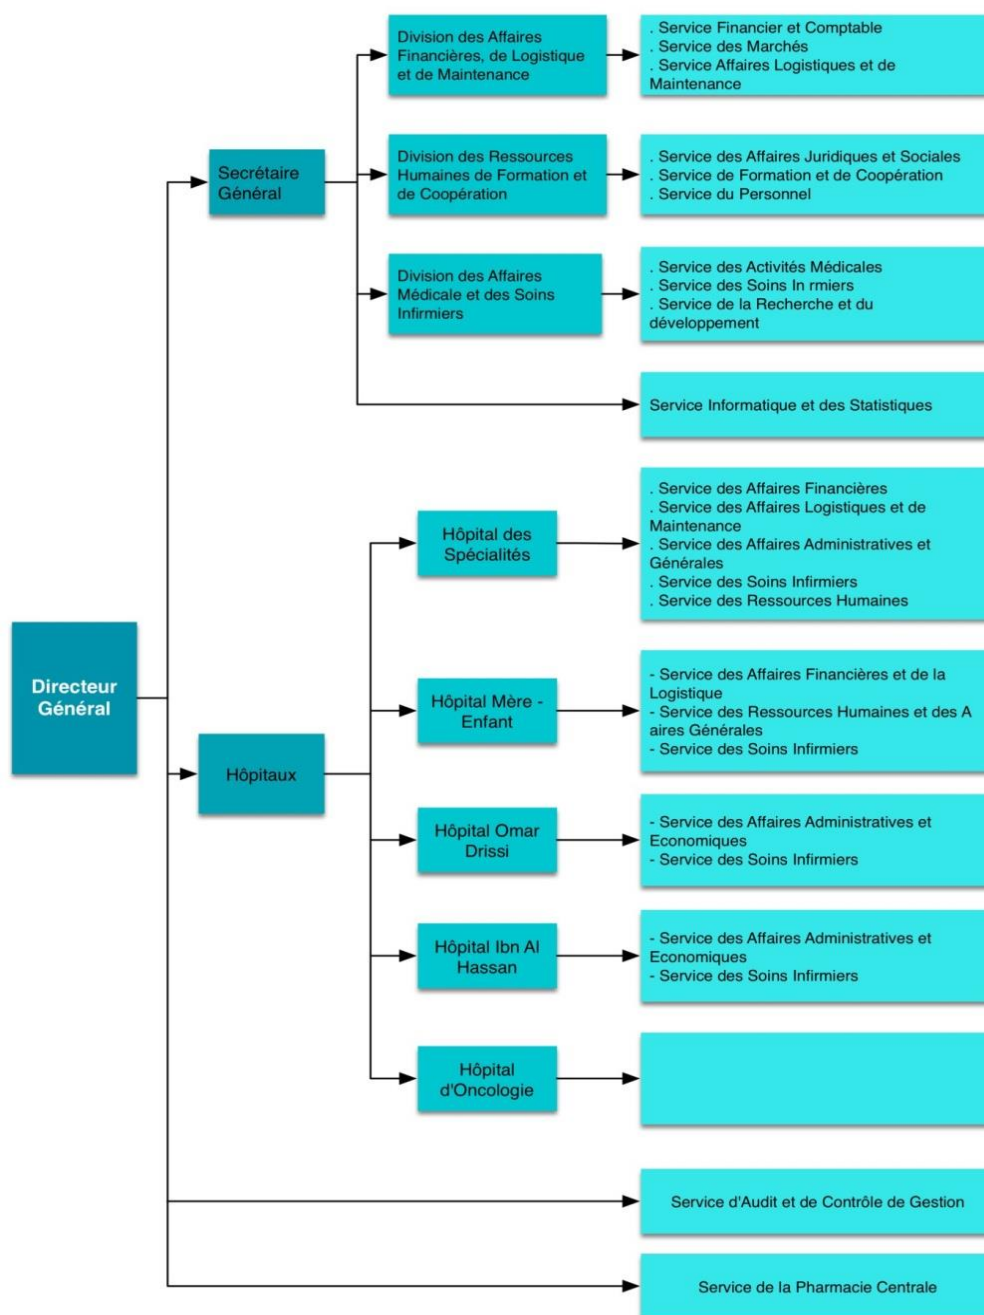 Division des Affaires
Financières, de Logistique
et de Maintenance
. Service Financier et Comptable
. Service des Marchés
. Service Affaires Logistiques et de
Maintenance
Secrétaire
Général
Division des Ressources
Humaines de Formation et
de Coopération
. Service des Affaires Juridiques et Sociales
. Service de Formation et de Coopération
. Service du Personnel
Division des Affaires
Médicale et des Soins
Infirmiers
. Service des Activités Médicales
. Service des Soins In rmiers
. Service de la Recherche et du
développement
Service Informatique et des Statistiques
Directeur
Général
Hôpitaux
Hôpital des
Spécialités
. Service des Affaires Financières
. Service des Affaires Logistiques et de
Maintenance
. Service des Affaires Administratives et
Générales
. Service des Soins Infirmiers
. Service des Ressources Humaines
Hôpital Mère -
Enfant
- Service des Affaires Financières et de la
Logistique
- Service des Ressources Humaines et des A
aires Générales
- Service des Soins Infirmiers
Hôpital Omar
Drissi
- Service des Affaires Administratives et
Economiques
- Service des Soins Infirmiers
Hôpital Ibn Al
Hassan
- Service des Affaires Administratives et
Economiques
- Service des Soins Infirmiers
Hôpital
d'Oncologie
Service d'Audit et de Contrôle de Gestion
Service de la Pharmacie Centrale